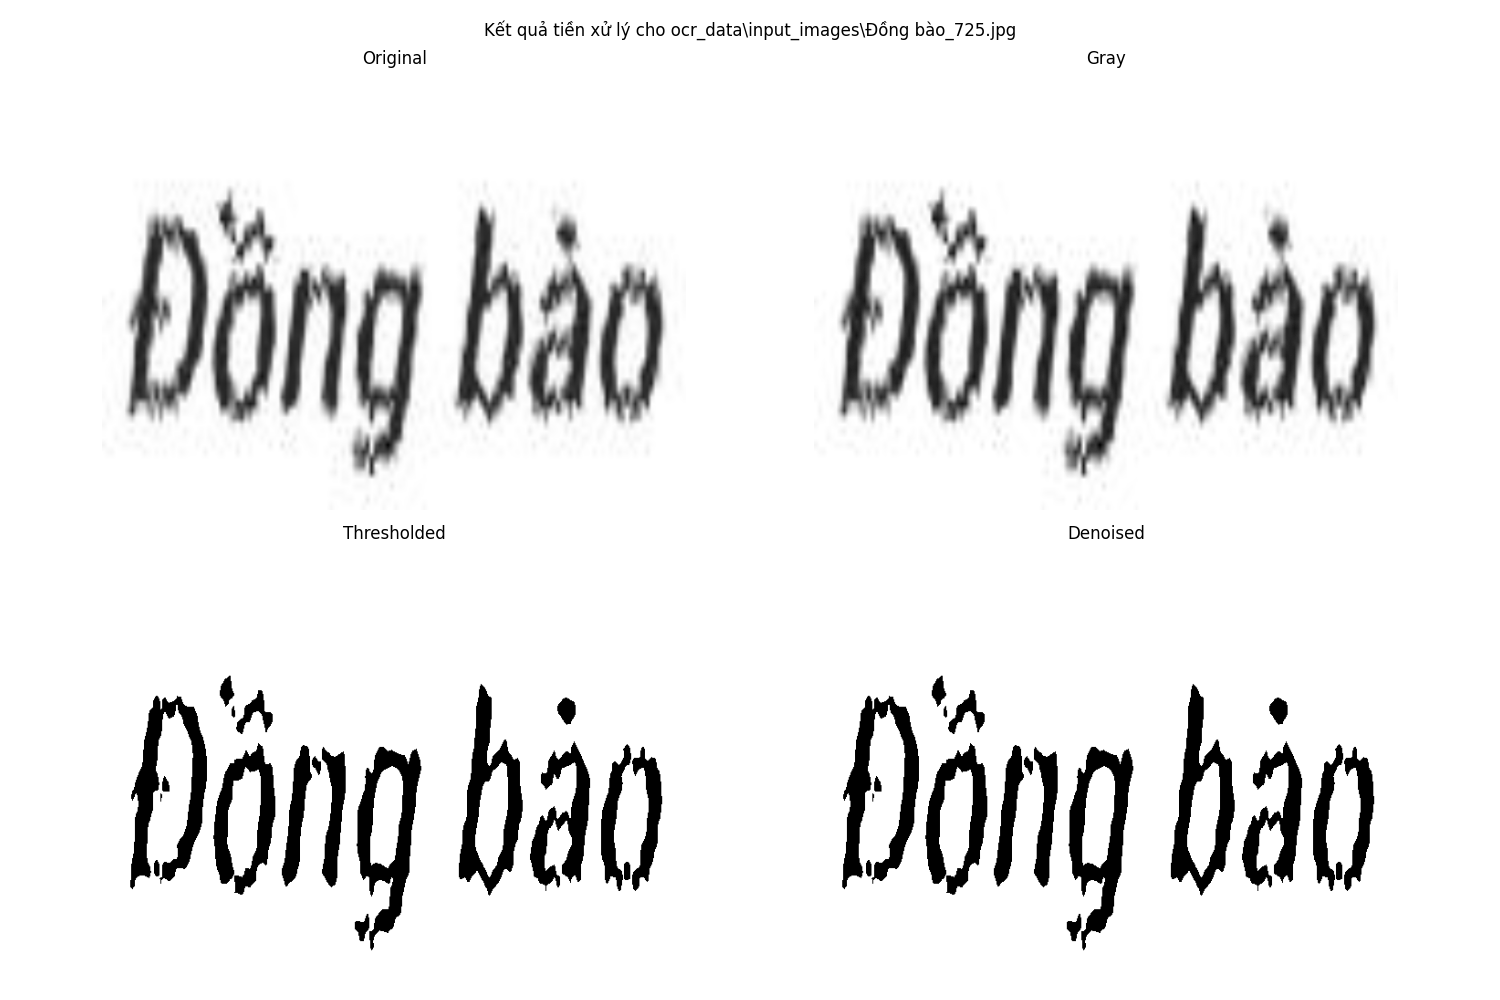 Kết quả tiền xử lý cho ocr_data\input_images\Đồng bào_725.jpg
Original
Gray
Đồng bào
Đồng bào
Thresholded
Denoised
Đồng bào
Đồng bào